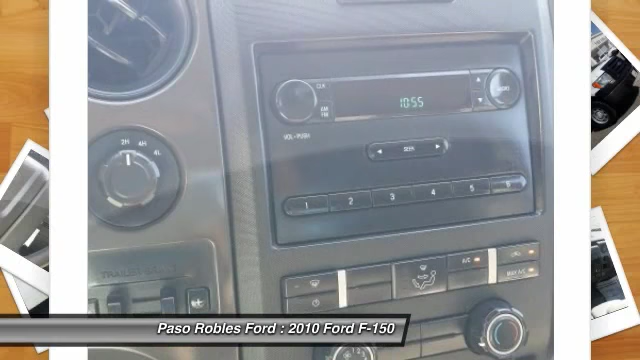 CLK
10:55
AM
FM
VOL - PUSH
SEEK
1 2 3 4 5 6
2H 4H 4L
A/C
MAX A/C
Paso Robles Ford : 2010 Ford F-150